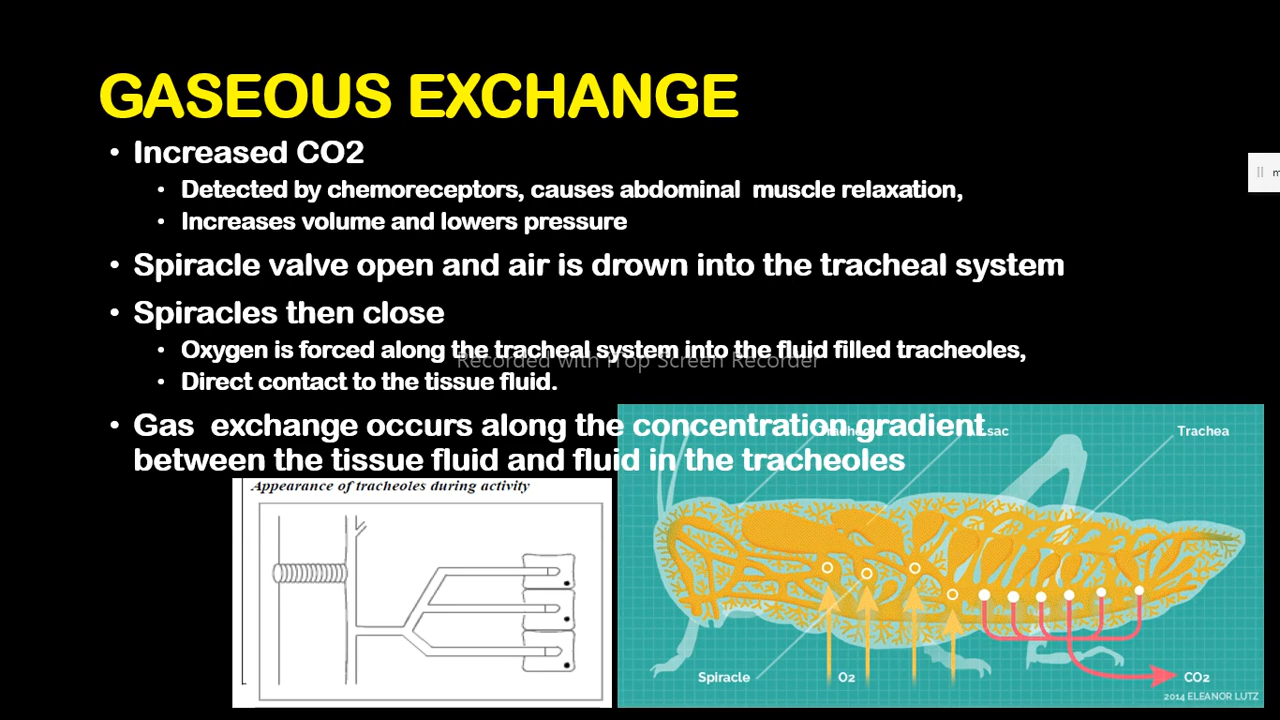 GASEOUS EXCHANGE
• Increased CO2
• Detected by chemoreceptors, causes abdominal muscle relaxation,
• Increases volume and lowers pressure
• Spiracle valve open and air is drown into the tracheal system
• Spiracles then close
• Oxygen is forced along the tracheal system into the fluid filled tracheoles,
Recorded with iTop Screen Recorder
• Direct contact to the tissue fluid.
• Gas exchange occurs along the concentration gradient
between the tissue fluid and fluid in the tracheoles
Appearance of tracheoles during activity
sac
Trachea
Spiracle
O2
CO2
2014 ELEANOR LUTZ
m